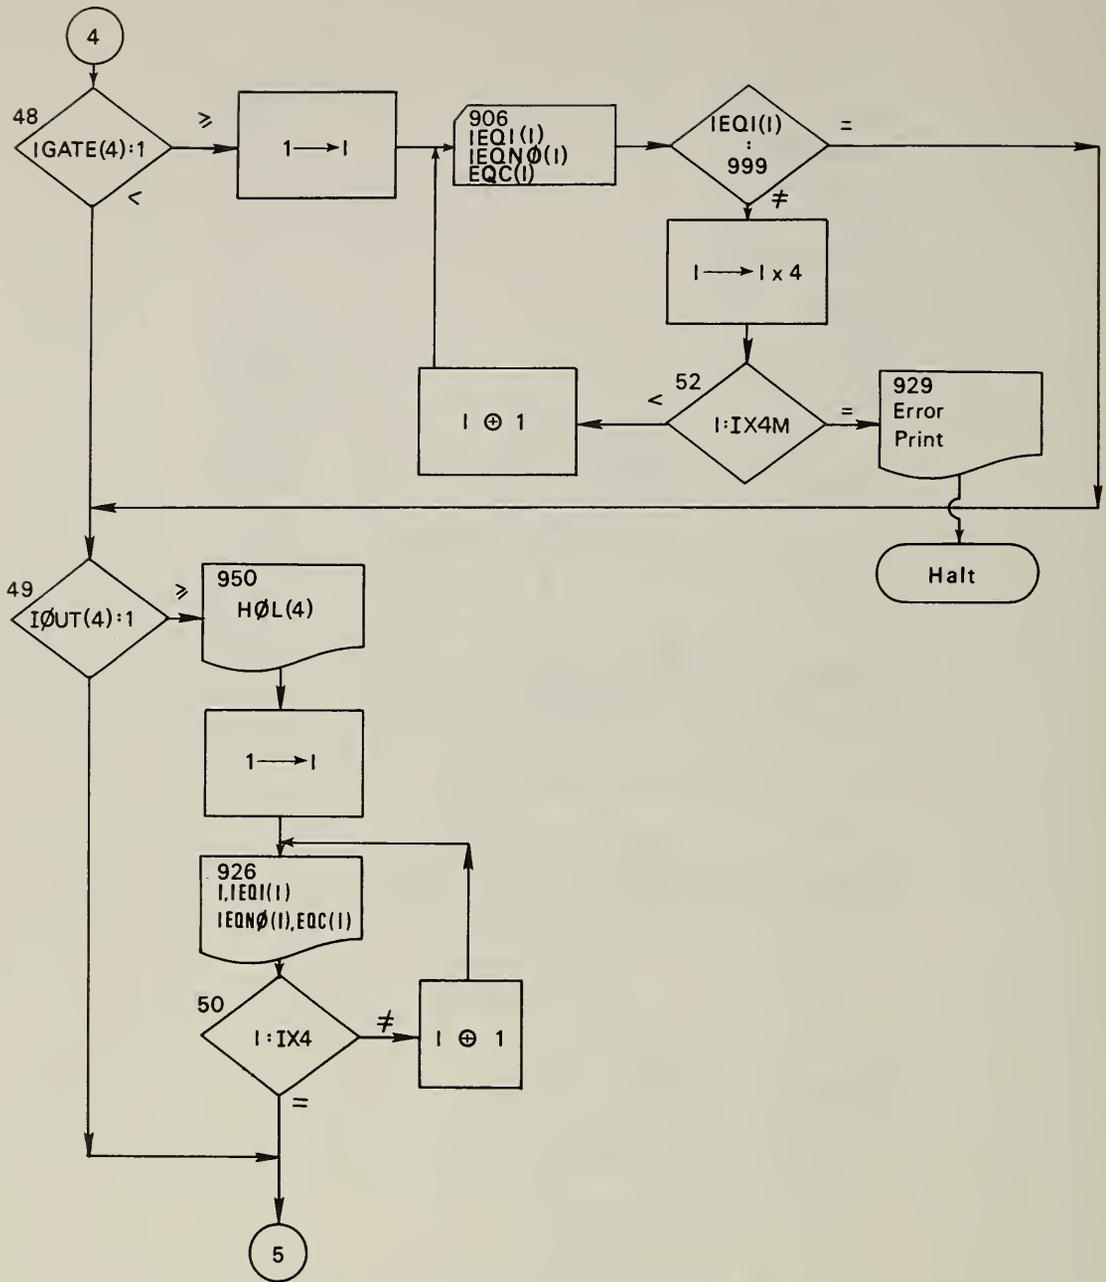 4
48
IGATE(4):1
≥
<
1⟶I
906
IEQI(I)
IEQNØ(I)
EQC(I)
IEQI(I)
:
999
=
≠
I⟶I x 4
52
I:IX4M
<
=
I ⊕ 1
929
Error
Print
Halt
49
IØUT(4):1
≥
950
HØL(4)
1⟶I
926
I,IEQI(I)
IEQNØ(I),EQC(I)
50
I:IX4
≠
I ⊕ 1
=
5